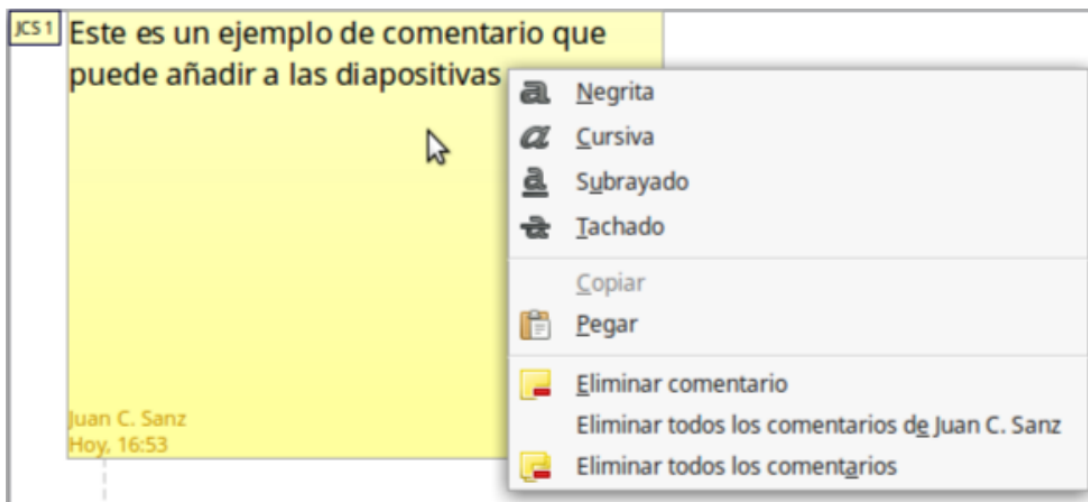 JCS 1
Este es un ejemplo de comentario que
puede añadir a las diapositivas
Juan C. Sanz
Hoy, 16:53
Negrita
Cursiva
Subrayado
Tachado
Copiar
Pegar
Eliminar comentario
Eliminar todos los comentarios de Juan C. Sanz
Eliminar todos los comentarios